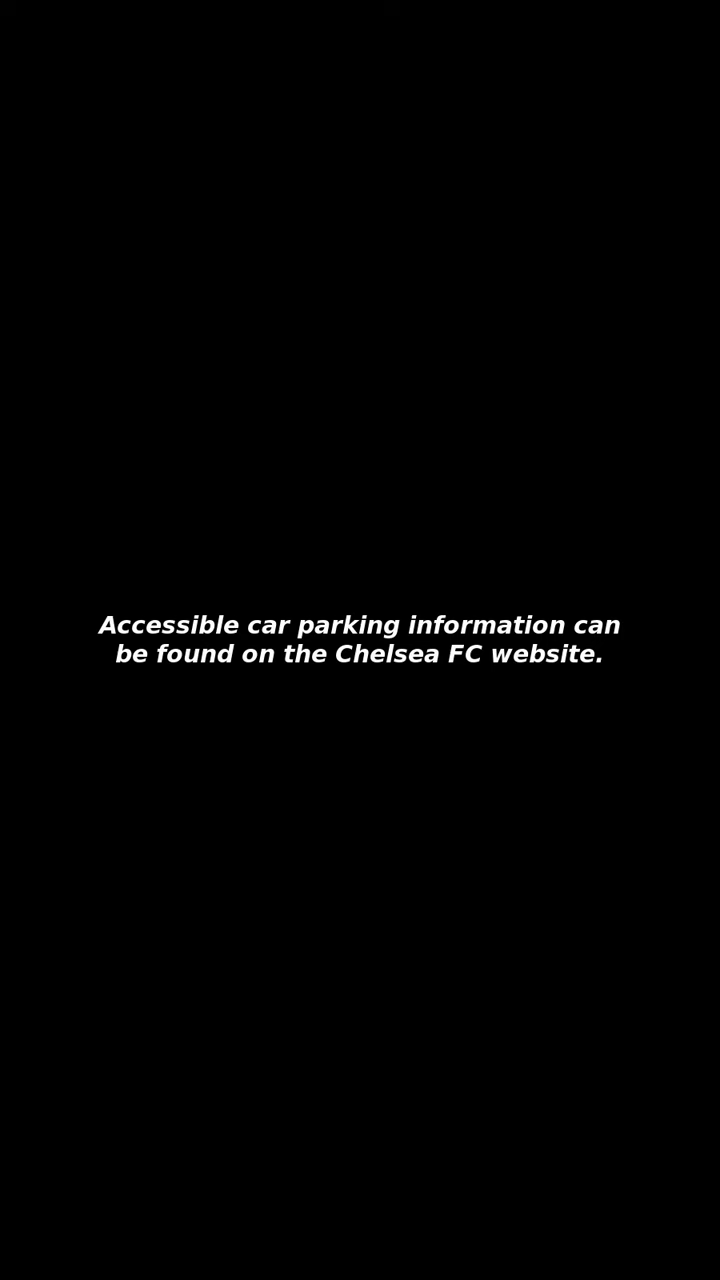 Accessible car parking information can
be found on the Chelsea FC website.